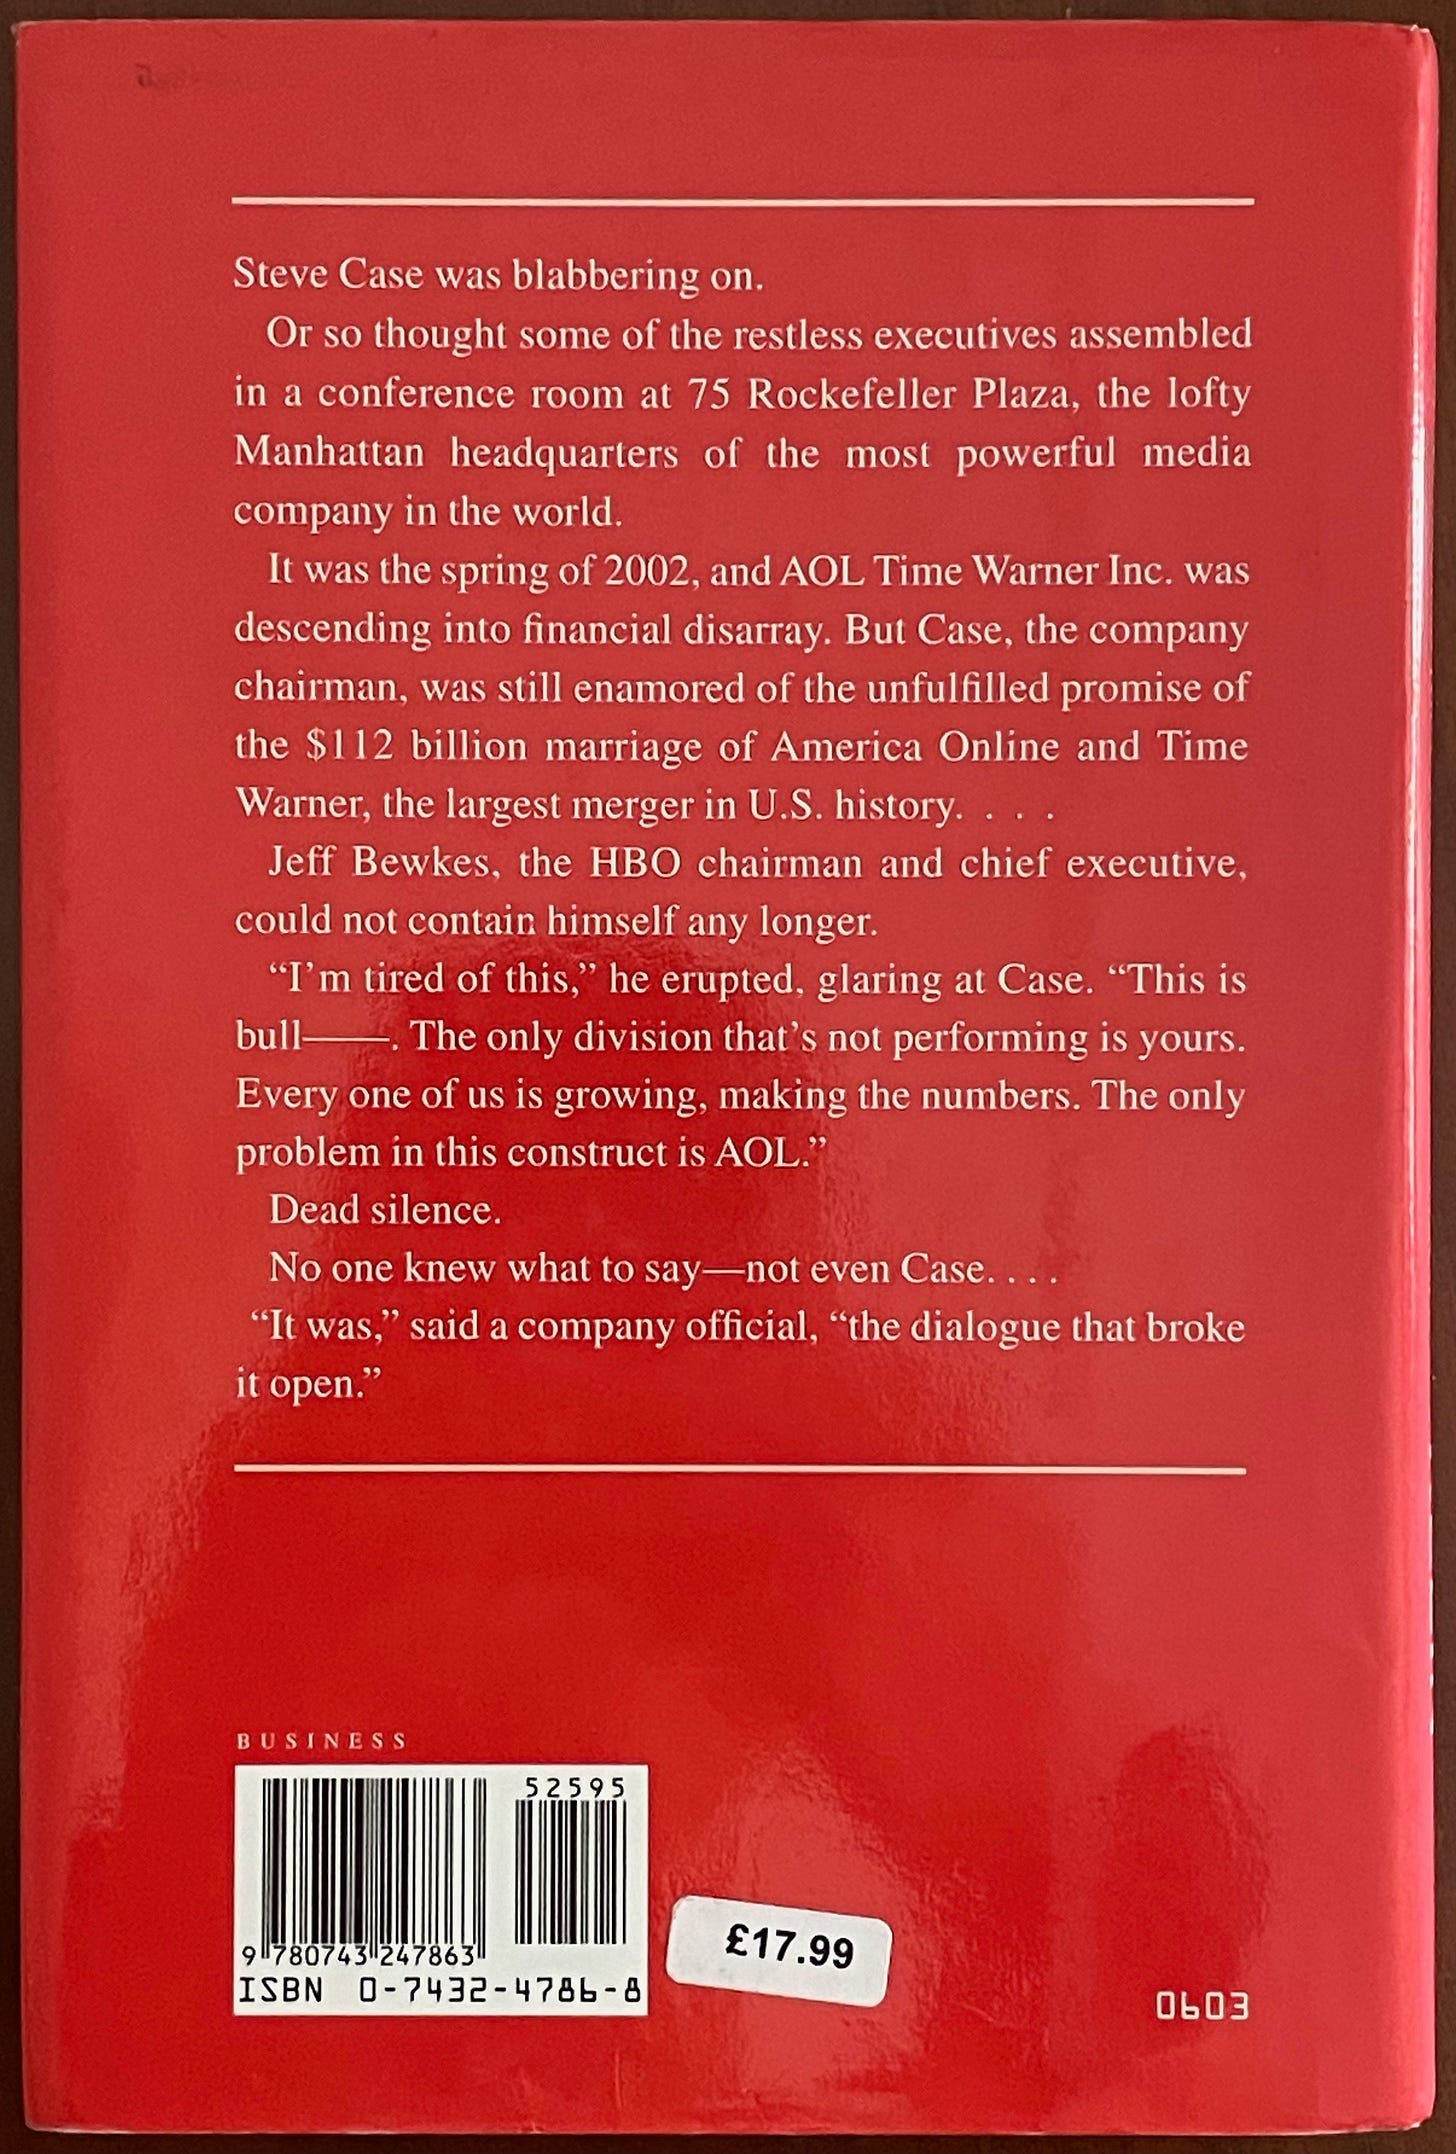 Steve Case was blabbering on.
Or so thought some of the restless executives assembled
in a conference room at 75 Rockefeller Plaza, the lofty
Manhattan headquarters of the most powerful media
company in the world.
It was the spring of 2002, and AOL Time Warner Inc. was
descending into financial disarray. But Case, the company
chairman, was still enamored of the unfulfilled promise of
the $112 billion marriage of America Online and Time
Warner, the largest merger in U.S. history. . . .
Jeff Bewkes, the HBO chairman and chief executive,
could not contain himself any longer.
“I’m tired of this,” he erupted, glaring at Case. “This is
bull——. The only division that’s not performing is yours.
Every one of us is growing, making the numbers. The only
problem in this construct is AOL.”
Dead silence.
No one knew what to say—not even Case. . . .
“It was,” said a company official, “the dialogue that broke
it open.”
BUSINESS
52595
9 780743 247863
ISBN 0-7432-4786-8
£17.99
0603